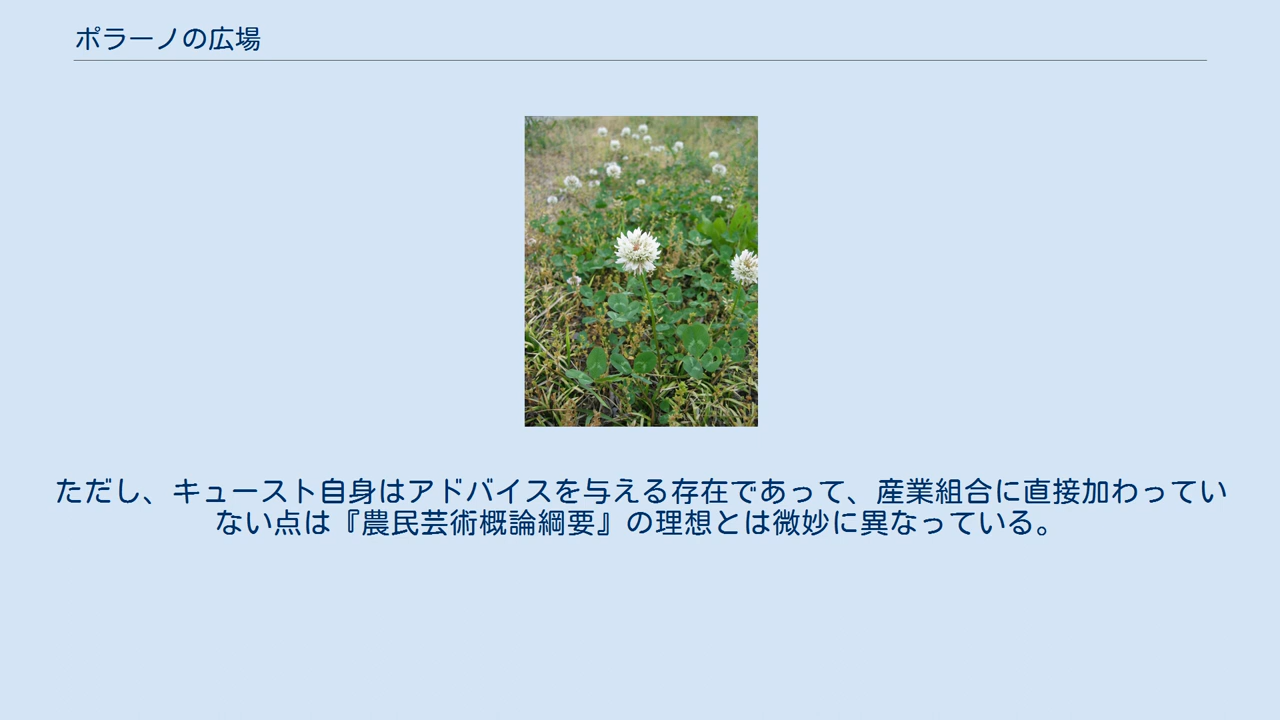 ポラーノの広場
ただし、キュースト自身はアドバイスを与える存在であって、産業組合に直接加わってい
ない点は『農民芸術概論綱要』の理想とは微妙に異なっている。